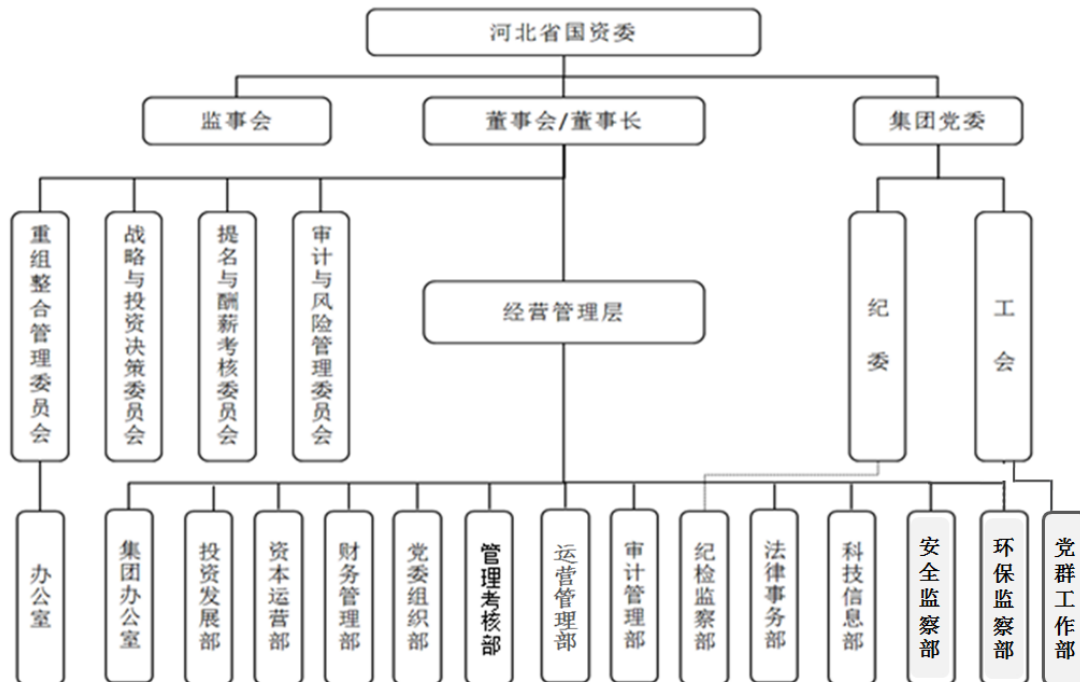 河北省国资委
监事会
董事会/董事长
集团党委
重组整合管理委员会
战略与投资决策委员会
提名与酬薪考核委员会
审计与风险管理委员会
经营管理层
纪委
工会
办公室
集团办公室
投资发展部
资本运营部
财务管理部
党委组织部
管理考核部
运营管理部
审计管理部
纪检监察部
法律事务部
科技信息部
安全监察部
环保监察部
党群工作部